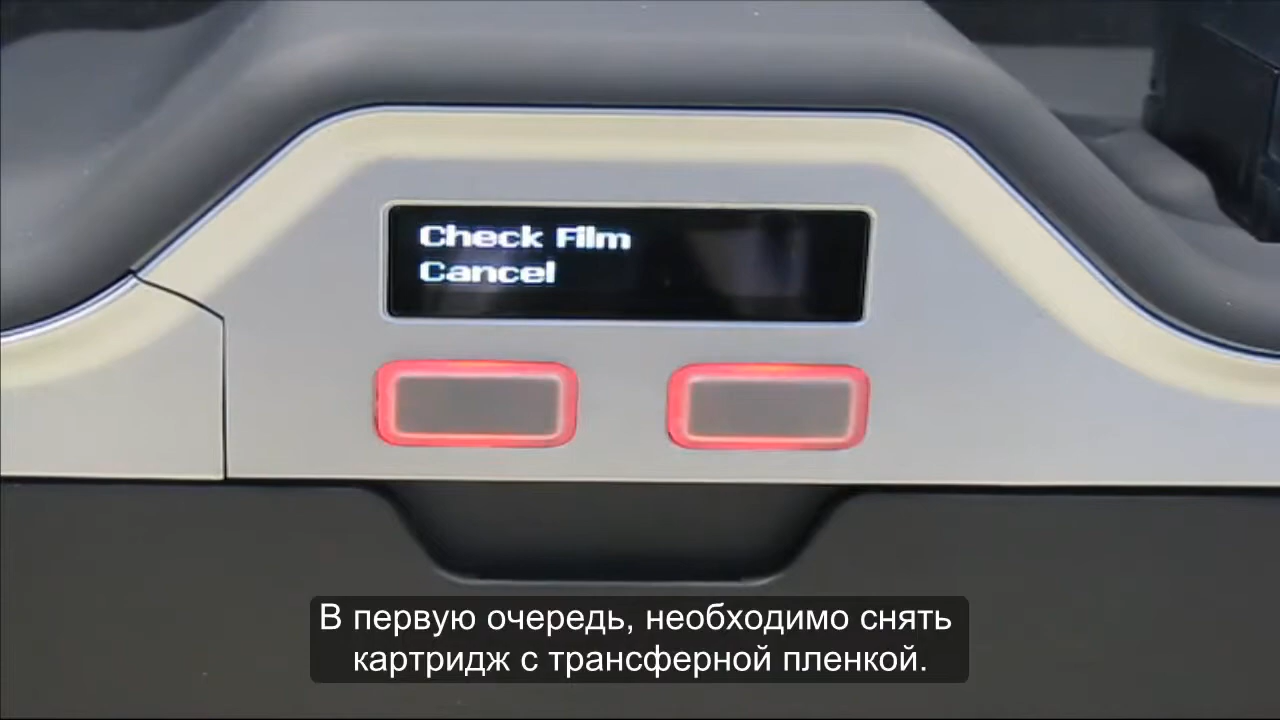 Check Film
Cancel
В первую очередь, необходимо снять
картридж с трансферной пленкой.